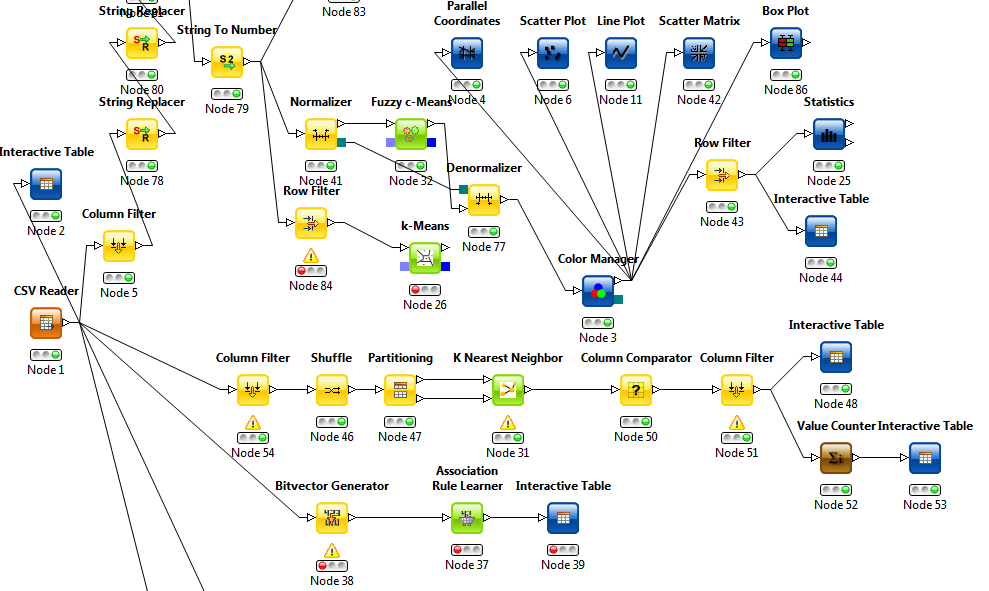 Node 81
Node 83
String Replacer
Node 80
String To Number
Node 79
Parallel
Coordinates
Node 4
Scatter Plot
Node 6
Line Plot
Node 11
Scatter Matrix
Node 42
Box Plot
Node 86
String Replacer
Node 78
Normalizer
Node 41
Fuzzy c-Means
Node 32
Statistics
Node 25
Interactive Table
Node 2
Row Filter
Node 84
Denormalizer
Node 77
Row Filter
Node 43
Interactive Table
Node 44
Column Filter
Node 5
k-Means
Node 26
Color Manager
Node 3
CSV Reader
Node 1
Column Filter
Node 54
Shuffle
Node 46
Partitioning
Node 47
K Nearest Neighbor
Node 31
Column Comparator
Node 50
Column Filter
Node 51
Interactive Table
Node 48
Value Counter
Node 52
Interactive Table
Node 53
Bitvector Generator
Node 38
Association
Rule Learner
Node 37
Interactive Table
Node 39